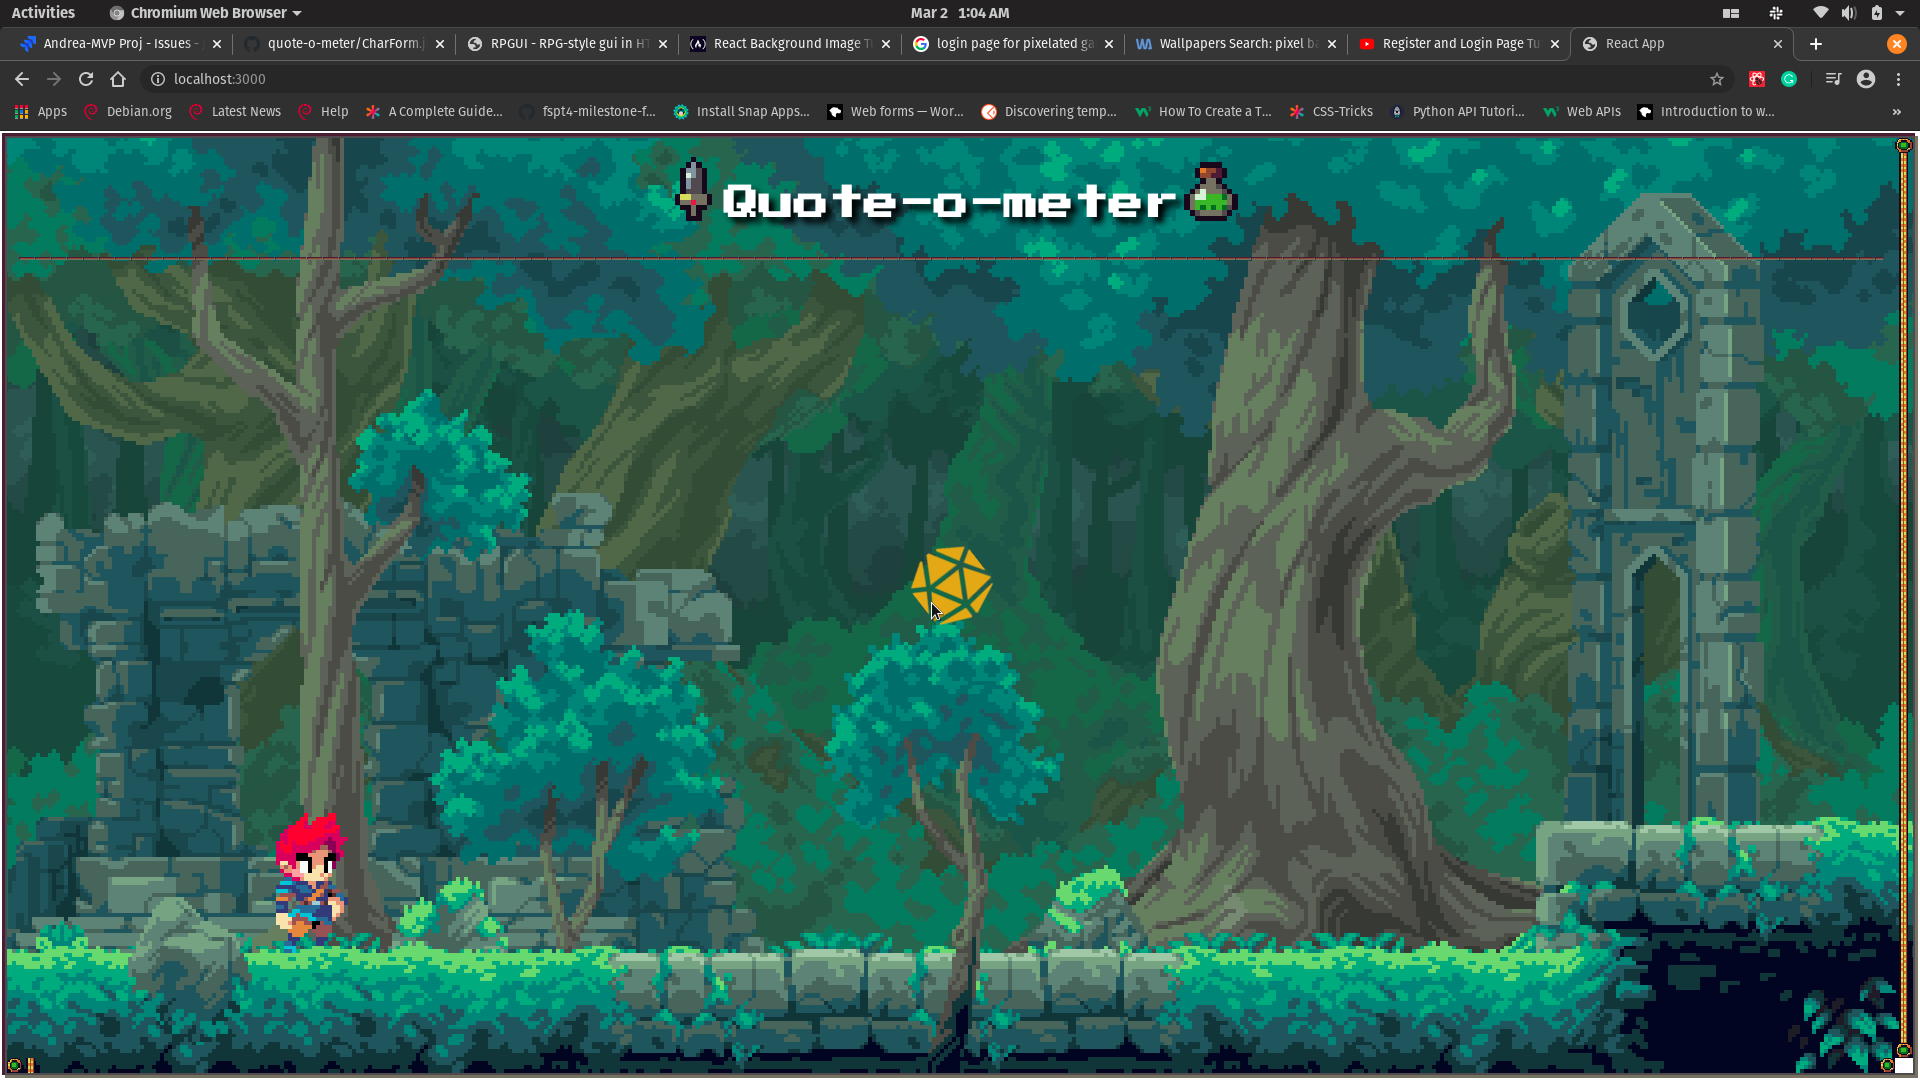 Activities
Chromium Web Browser
Mar 2 1:04 AM
Andrea-MVP Proj - Issues -
quote-o-meter/CharForm.j
RPGUI - RPG-style gui in HT
React Background Image T
login page for pixelated ga
Wallpapers Search: pixel b
Register and Login Page Tu
React App
localhost:3000
Apps
Debian.org
Latest News
Help
A Complete Guide...
fspt4-milestone-f...
Install Snap Apps...
Web forms — Wor...
Discovering temp...
How To Create a T...
CSS-Tricks
Python API Tutori...
Web APIs
Introduction to w...
Quote-o-meter